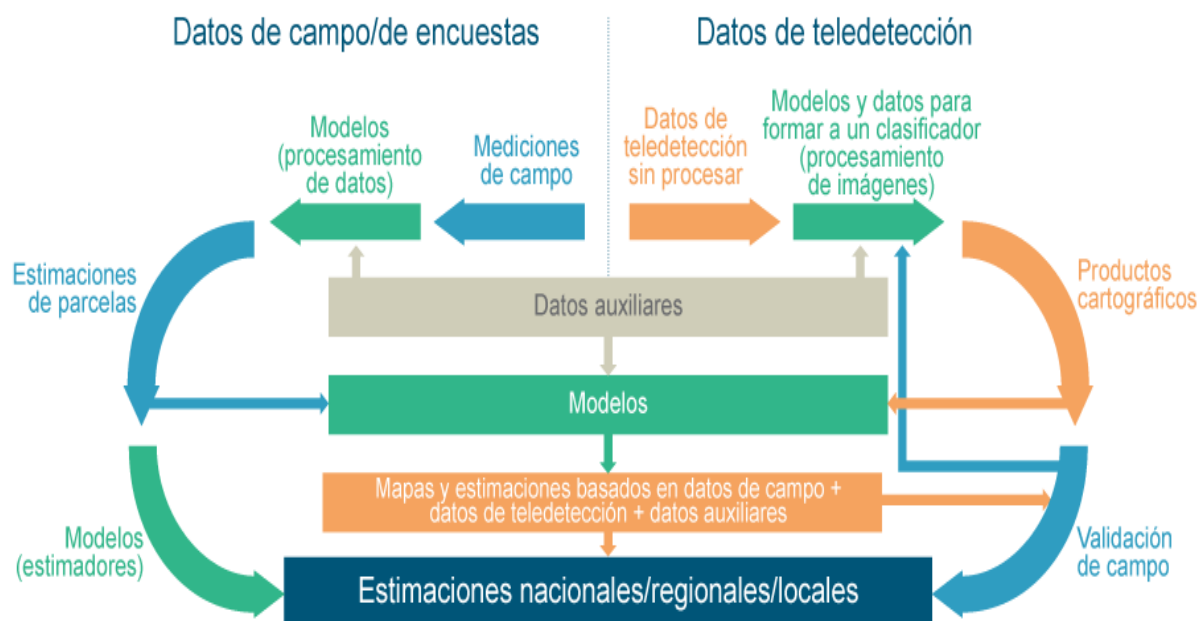 Datos de campo/de encuestas
Datos de teledetección
Modelos
(procesamiento
de datos)
Mediciones
de campo
Datos de
teledetección
sin procesar
Modelos y datos para
formar a un clasificador
(procesamiento
de imágenes)
Estimaciones
de parcelas
Datos auxiliares
Productos
cartográficos
Modelos
Mapas y estimaciones basados en datos de campo +
datos de teledetección + datos auxiliares
Modelos
(estimadores)
Validación
de campo
Estimaciones nacionales/regionales/locales